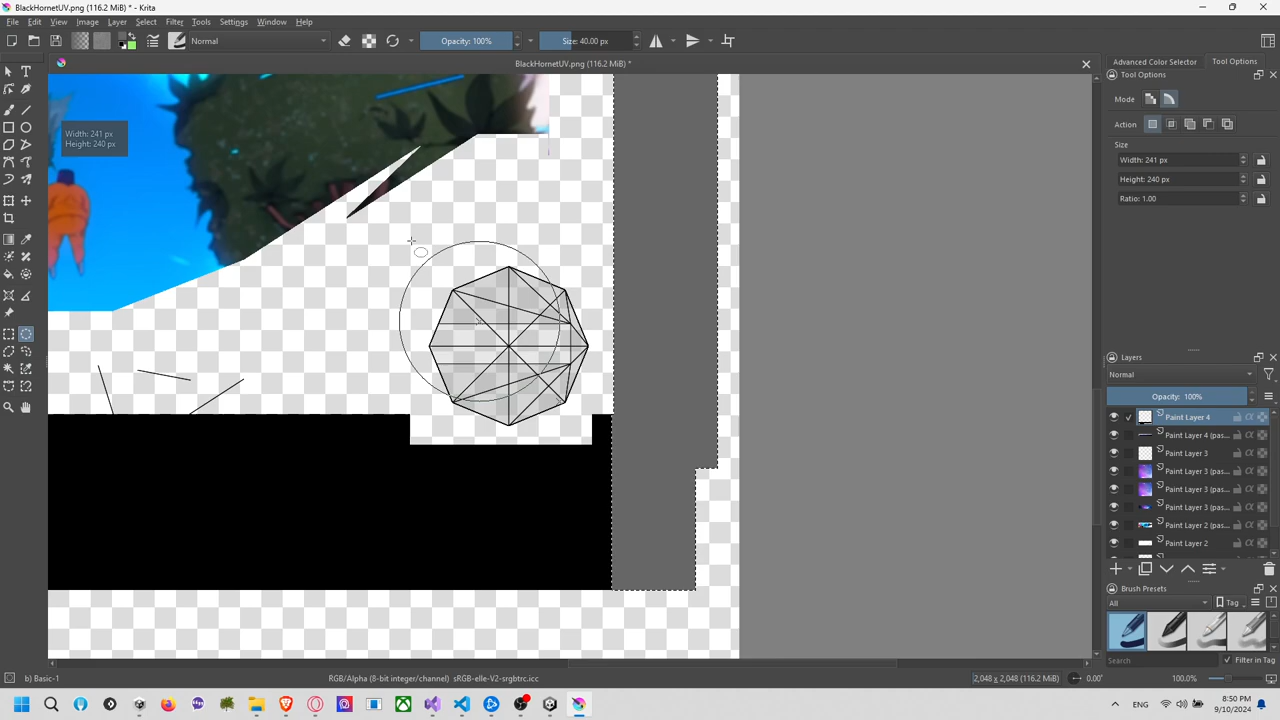 BlackHornetUV.png (116.2 MiB) * - Krita
File Edit View Image Layer Select Filter Tools Settings Window Help
Normal Opacity: 100% Size: 40.00 px
BlackHornetUV.png (116.2 MiB) *
Advanced Color Selector Tool Options
Tool Options
Mode
Action
Size
Width: 241 px
Height: 240 px
Ratio: 1.00
Width: 241 px
Height: 240 px
Layers
Normal
Opacity: 100%
Paint Layer 4
Paint Layer 4 (pas...
Paint Layer 3
Paint Layer 3 (pas...
Paint Layer 3 (pas...
Paint Layer 3 (pas...
Paint Layer 2 (pas...
Paint Layer 2
Brush Presets
All Tag
Search Filter in Tag
b) Basic-1 RGB/Alpha (8-bit integer/channel) sRGB-elle-V2-srgbtrc.icc 2,048 x 2,048 (116.2 MiB) 0.00° 100.0%
ENG 8:50 PM
9/10/2024